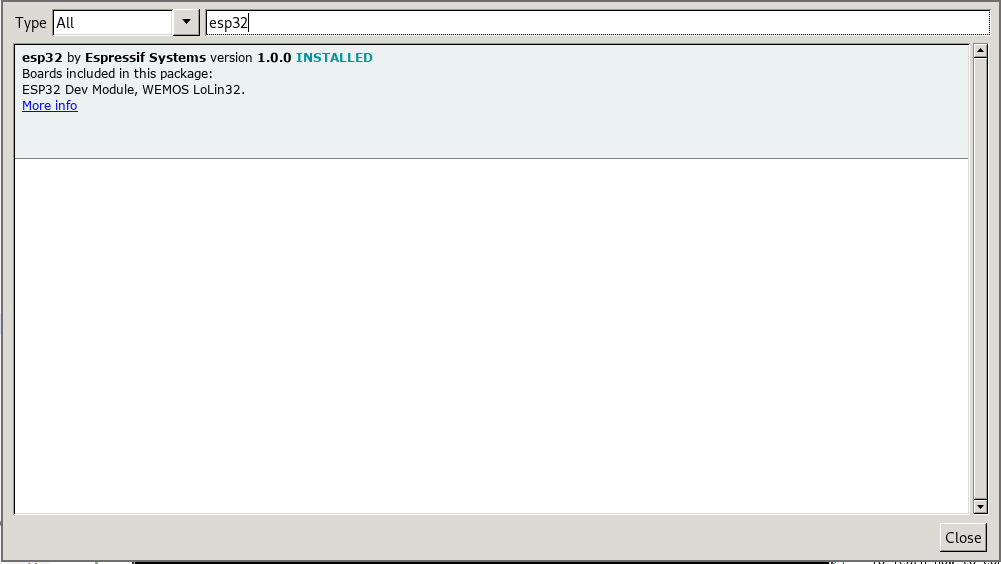 Type All esp32
esp32 by Espressif Systems version 1.0.0 INSTALLED
Boards included in this package:
ESP32 Dev Module, WEMOS LoLin32.
More info
Close